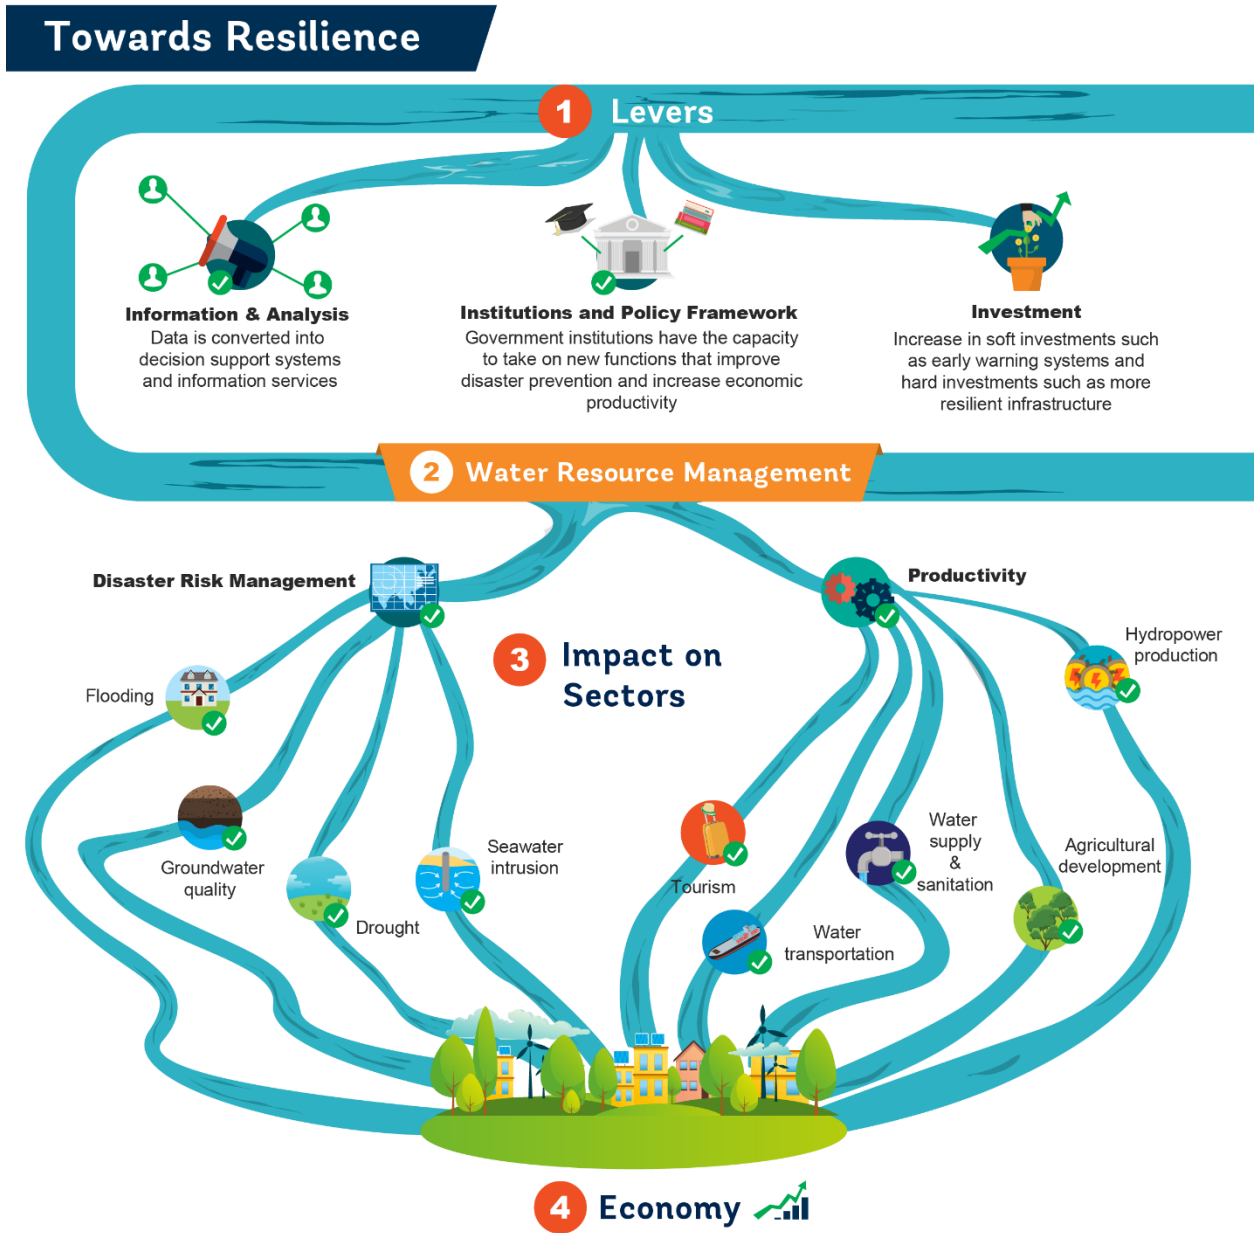 Towards Resilience
1 Levers
Information & Analysis
Data is converted into
decision support systems
and information services
Institutions and Policy Framework
Government institutions have the capacity
to take on new functions that improve
disaster prevention and increase economic
productivity
Investment
Increase in soft investments such
as early warning systems and
hard investments such as more
resilient infrastructure
2 Water Resource Management
Disaster Risk Management
Productivity
3 Impact on
Sectors
Hydropower
production
Flooding
Groundwater
quality
Drought
Seawater
intrusion
Tourism
Water
transportation
Water
supply
&
sanitation
Agricultural
development
4 Economy